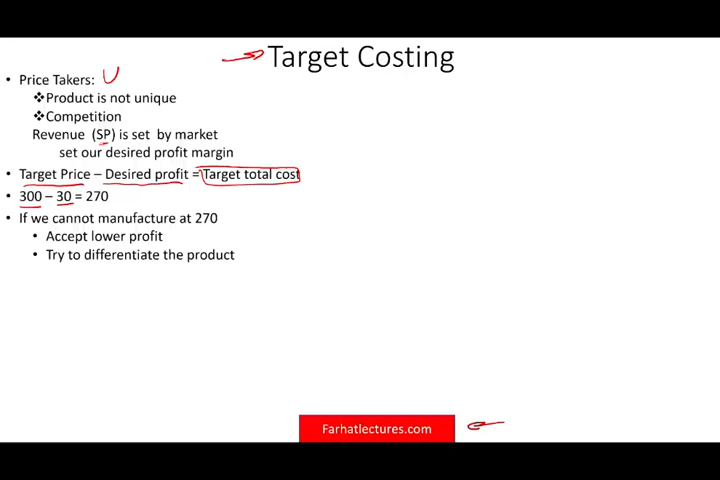 Target Costing
• Price Takers:
❖Product is not unique
❖Competition
Revenue (SP) is set by market
set our desired profit margin
• Target Price – Desired profit = Target total cost
• 300 – 30 = 270
• If we cannot manufacture at 270
• Accept lower profit
• Try to differentiate the product
Farhatlectures.com